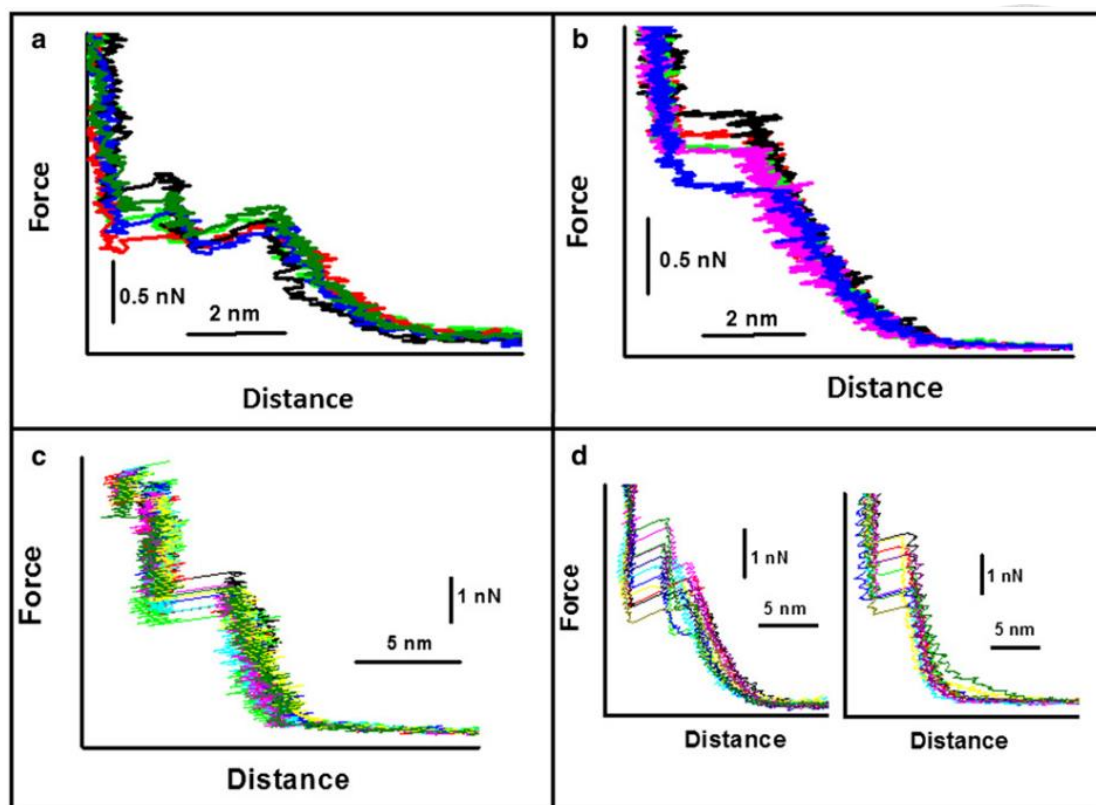 a
Force
0.5 nN
2 nm
Distance
b
Force
0.5 nN
2 nm
Distance
c
Force
1 nN
5 nm
Distance
d
Force
1 nN
5 nm
Distance
1 nN
5 nm
Distance